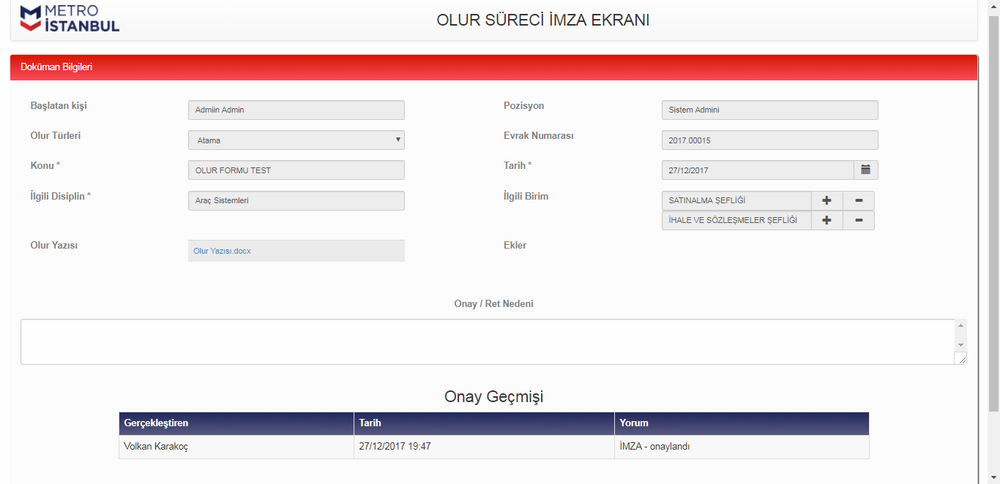 METRO
İSTANBUL
OLUR SÜRECİ İMZA EKRANI
Doküman Bilgileri
Başlatan kişi
Admiin Admin
Pozisyon
Sistem Admini
Olur Türleri
Atama
Evrak Numarası
2017.00015
Konu *
OLUR FORMU TEST
Tarih *
27/12/2017
İlgili Disiplin *
Araç Sistemleri
İlgili Birim
SATINALMA ŞEFLİĞİ
İHALE VE SÖZLEŞMELER ŞEFLİĞİ
Olur Yazısı
Olur Yazısı.docx
Ekler
Onay / Ret Nedeni
Onay Geçmişi
Gerçekleştiren Tarih Yorum
Volkan Karakoç 27/12/2017 19:47 İMZA - onaylandı